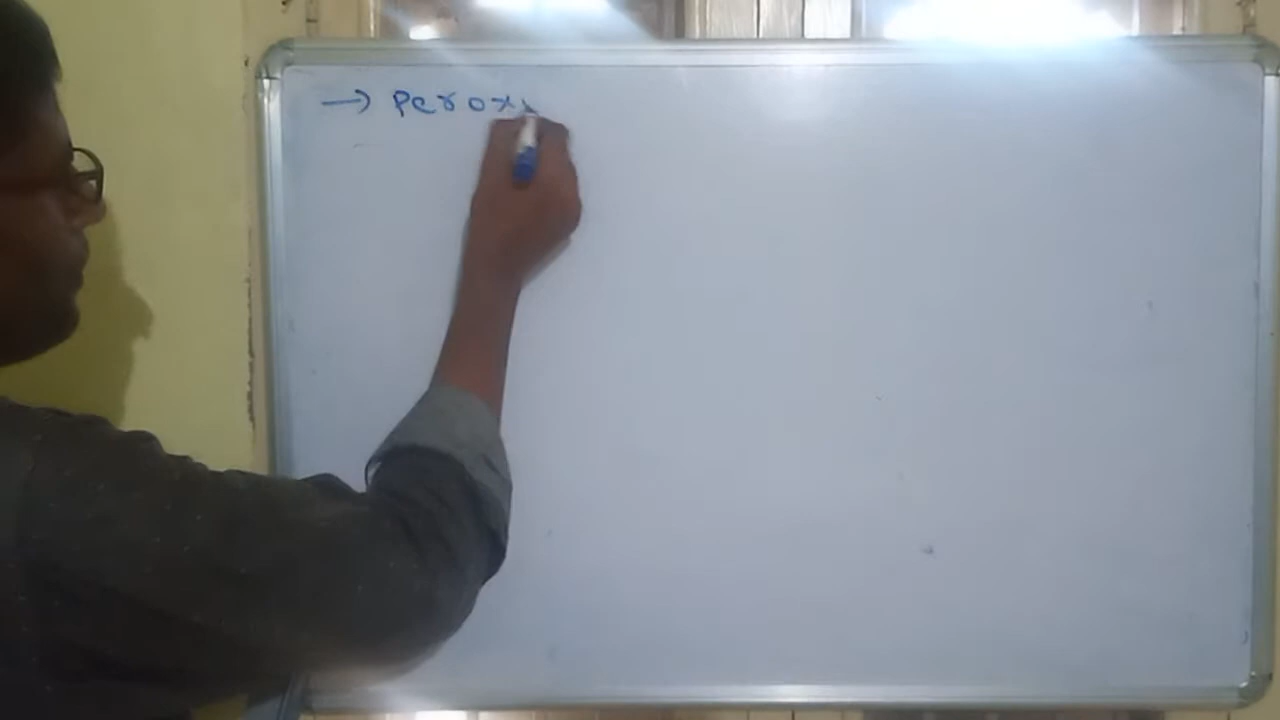 → Perox